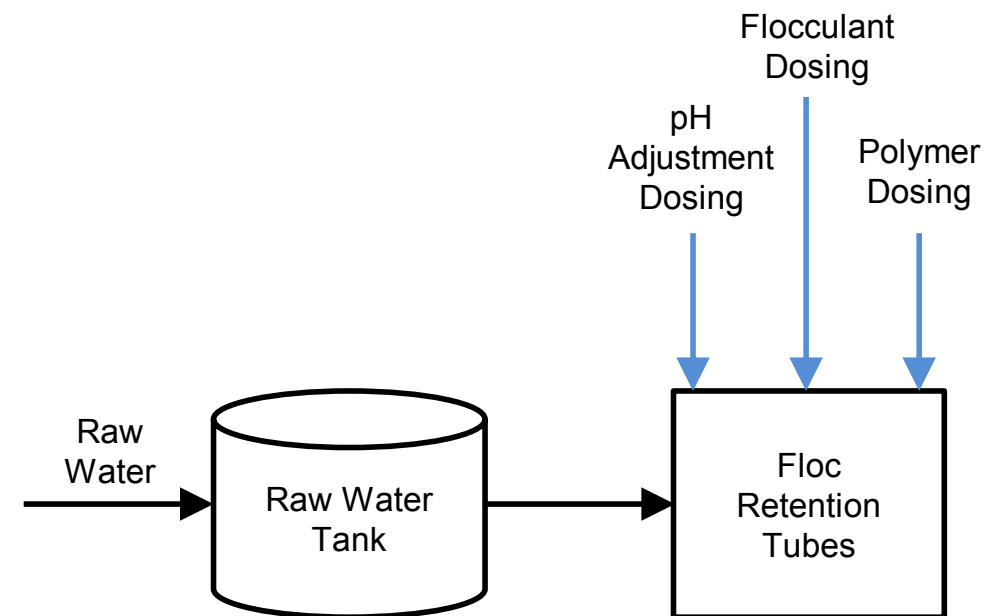 Flocculant
Dosing
pH
Adjustment
Dosing
Polymer
Dosing
Raw
Water
Raw Water
Tank
Floc
Retention
Tubes